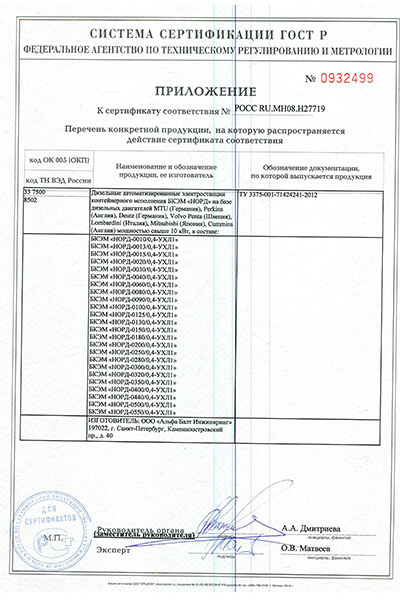 СИСТЕМА СЕРТИФИКАЦИИ ГОСТ Р
ФЕДЕРАЛЬНОЕ АГЕНТСТВО ПО ТЕХНИЧЕСКОМУ РЕГУЛИРОВАНИЮ И МЕТРОЛОГИИ
№ 0932499
ПРИЛОЖЕНИЕ
К сертификату соответствия № РОСС RU.МН08.Н27719
Перечень конкретной продукции, на которую распространяется
действие сертификата соответствия
код ОК 005 (ОКП)
код ТН ВЭД России
Наименование и обозначение
продукции, ее изготовитель
Обозначение документации,
по которой выпускается продукция
33 7500
8502
Дизельные автоматизированные электростанции
контейнерного исполнения БКЭМ «НОРД» на базе
дизельных двигателей MTU (Германия), Perkins
(Англия), Deutz (Германия), Volvo Penta (Швеция),
Lombardini (Италия), Mitsubishi (Япония), Cummins
(Англия) мощностью свыше 10 кВт, в составе:
ТУ 3375-001-71424241-2012
БКЭМ «НОРД-0010/0,4-УХЛ1»
БКЭМ «НОРД-0013/0,4-УХЛ1»
БКЭМ «НОРД-0015/0,4-УХЛ1»
БКЭМ «НОРД-0020/0,4-УХЛ1»
БКЭМ «НОРД-0030/0,4-УХЛ1»
БКЭМ «НОРД-0040/0,4-УХЛ1»
БКЭМ «НОРД-0060/0,4-УХЛ1»
БКЭМ «НОРД-0080/0,4-УХЛ1»
БКЭМ «НОРД-0090/0,4-УХЛ1»
БКЭМ «НОРД-0100/0,4-УХЛ1»
БКЭМ «НОРД-0125/0,4-УХЛ1»
БКЭМ «НОРД-0130/0,4-УХЛ1»
БКЭМ «НОРД-0150/0,4-УХЛ1»
БКЭМ «НОРД-0180/0,4-УХЛ1»
БКЭМ «НОРД-0200/0,4-УХЛ1»
БКЭМ «НОРД-0250/0,4-УХЛ1»
БКЭМ «НОРД-0280/0,4-УХЛ1»
БКЭМ «НОРД-0300/0,4-УХЛ1»
БКЭМ «НОРД-0320/0,4-УХЛ1»
БКЭМ «НОРД-0350/0,4-УХЛ1»
БКЭМ «НОРД-0400/0,4-УХЛ1»
БКЭМ «НОРД-0440/0,4-УХЛ1»
БКЭМ «НОРД-0500/0,4-УХЛ1»
БКЭМ «НОРД-0550/0,4-УХЛ1»
ИЗГОТОВИТЕЛЬ: ООО «Альфа Балт Инжиниринг»
197022, г. Санкт-Петербург, Каменноостровский
пр., д. 40
ДЛЯ
СЕРТИФИКАТОВ
М.П.
Руководитель органа
(заместитель руководителя)
А.А. Дмитриева
инициалы, фамилия
Эксперт
О.В. Матвеев
инициалы, фамилия